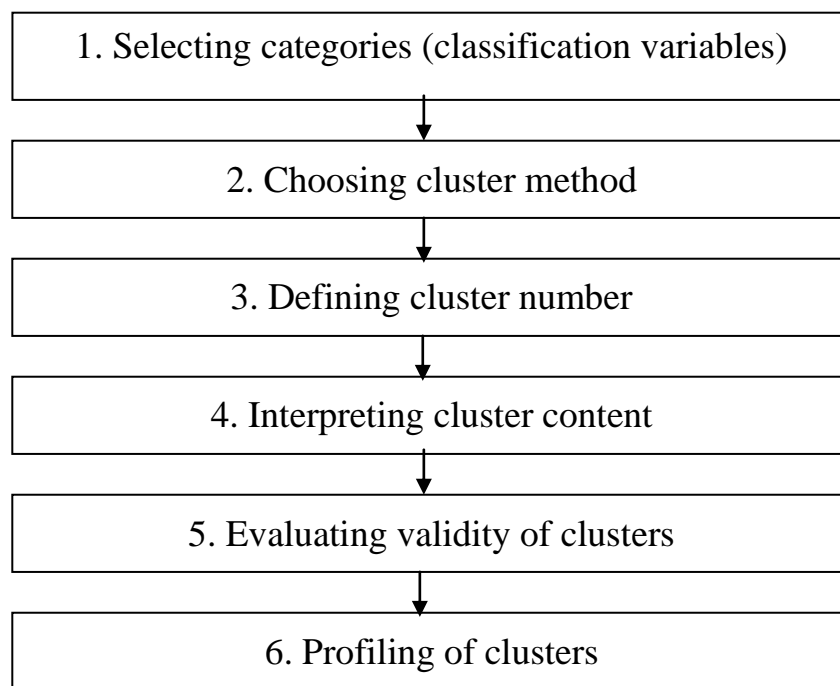 1. Selecting categories (classification variables)
2. Choosing cluster method
3. Defining cluster number
4. Interpreting cluster content
5. Evaluating validity of clusters
6. Profiling of clusters